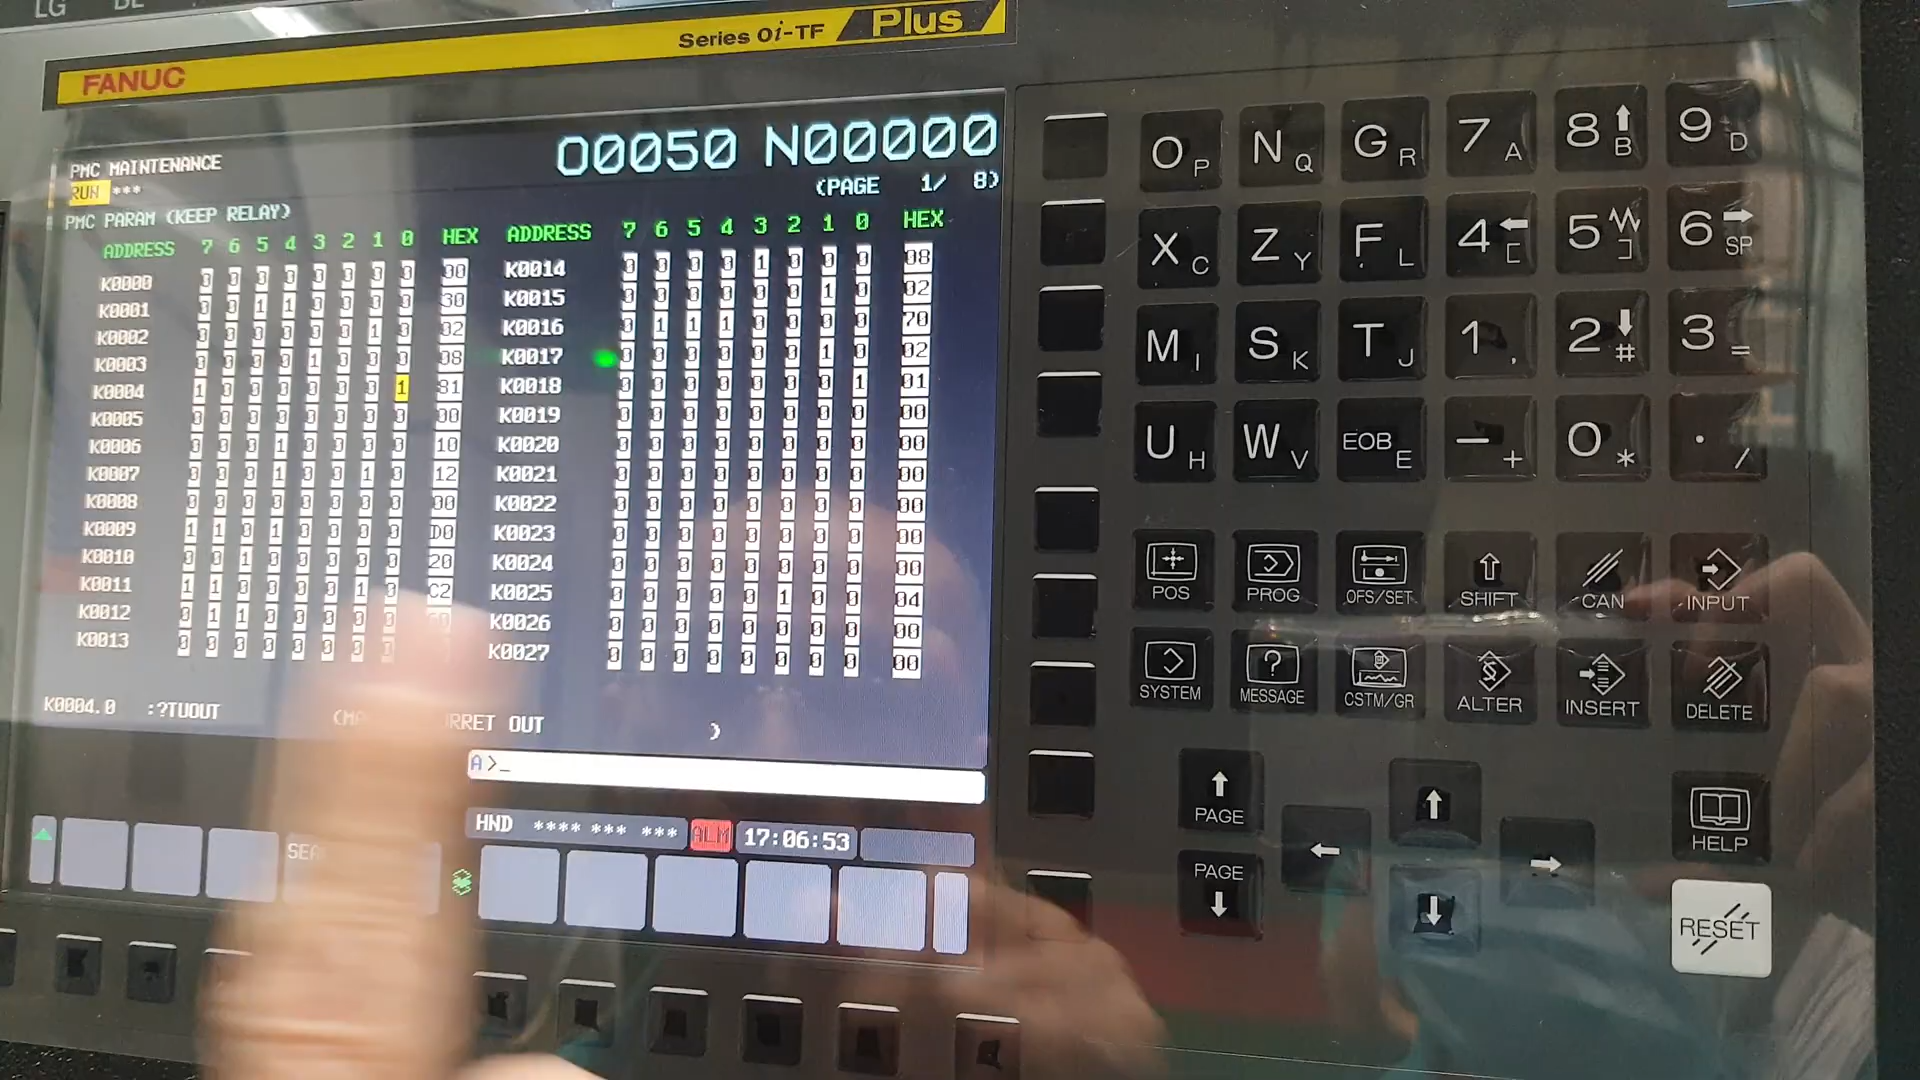 LG
FANUC
Series 0i-TF Plus
PMC MAINTENANCE
O0050 N00000
RUN ***
(PAGE 1/ 8)
PMC PARAM (KEEP RELAY)
ADDRESS 7 6 5 4 3 2 1 0 HEX ADDRESS 7 6 5 4 3 2 1 0 HEX
K0000 0 0 0 0 0 0 0 0 00 K0014 0 0 0 0 1 0 0 0 08
K0001 0 0 1 1 0 0 0 0 30 K0015 0 0 0 0 0 0 1 0 02
K0002 0 0 0 0 0 0 1 0 02 K0016 0 1 1 1 0 0 0 0 70
K0003 0 0 0 0 1 0 0 0 08 K0017 0 0 0 0 0 0 1 0 02
K0004 1 0 0 0 0 0 0 1 81 K0018 0 0 0 0 0 0 0 1 01
K0005 0 0 0 0 0 0 0 0 00 K0019 0 0 0 0 0 0 0 0 00
K0006 0 0 0 1 0 0 0 0 10 K0020 0 0 0 0 0 0 0 0 00
K0007 0 0 0 1 0 0 1 0 12 K0021 0 0 0 0 0 0 0 0 00
K0008 0 0 0 0 0 0 0 0 00 K0022 0 0 0 0 0 0 0 0 00
K0009 1 1 0 1 0 0 0 0 D0 K0023 0 0 0 0 0 0 0 0 00
K0010 0 0 1 0 0 0 0 0 20 K0024 0 0 0 0 0 0 0 0 00
K0011 1 1 0 0 0 0 1 0 C2 K0025 0 0 0 0 0 1 0 0 04
K0012 0 1 1 0 0 0 0 0 K0026 0 0 0 0 0 0 0 0 00
K0013 0 0 0 0 0 0 0 0 K0027 0 0 0 0 0 0 0 0 00
K0004.0 :?TUOUT OUT )
A>_
HND **** *** *** ALM 17:06:53
O P N Q G R 7 A 8 B 9 D
X C Z Y F L 4 [ 5 ] 6 SP
M I S K T J 1 , 2 # 3 =
U H W V EOB E - + 0 * . /
POS PROG OFS/SET SHIFT CAN INPUT
SYSTEM MESSAGE CSTM/GR ALTER INSERT DELETE
PAGE
HELP
PAGE
RESET